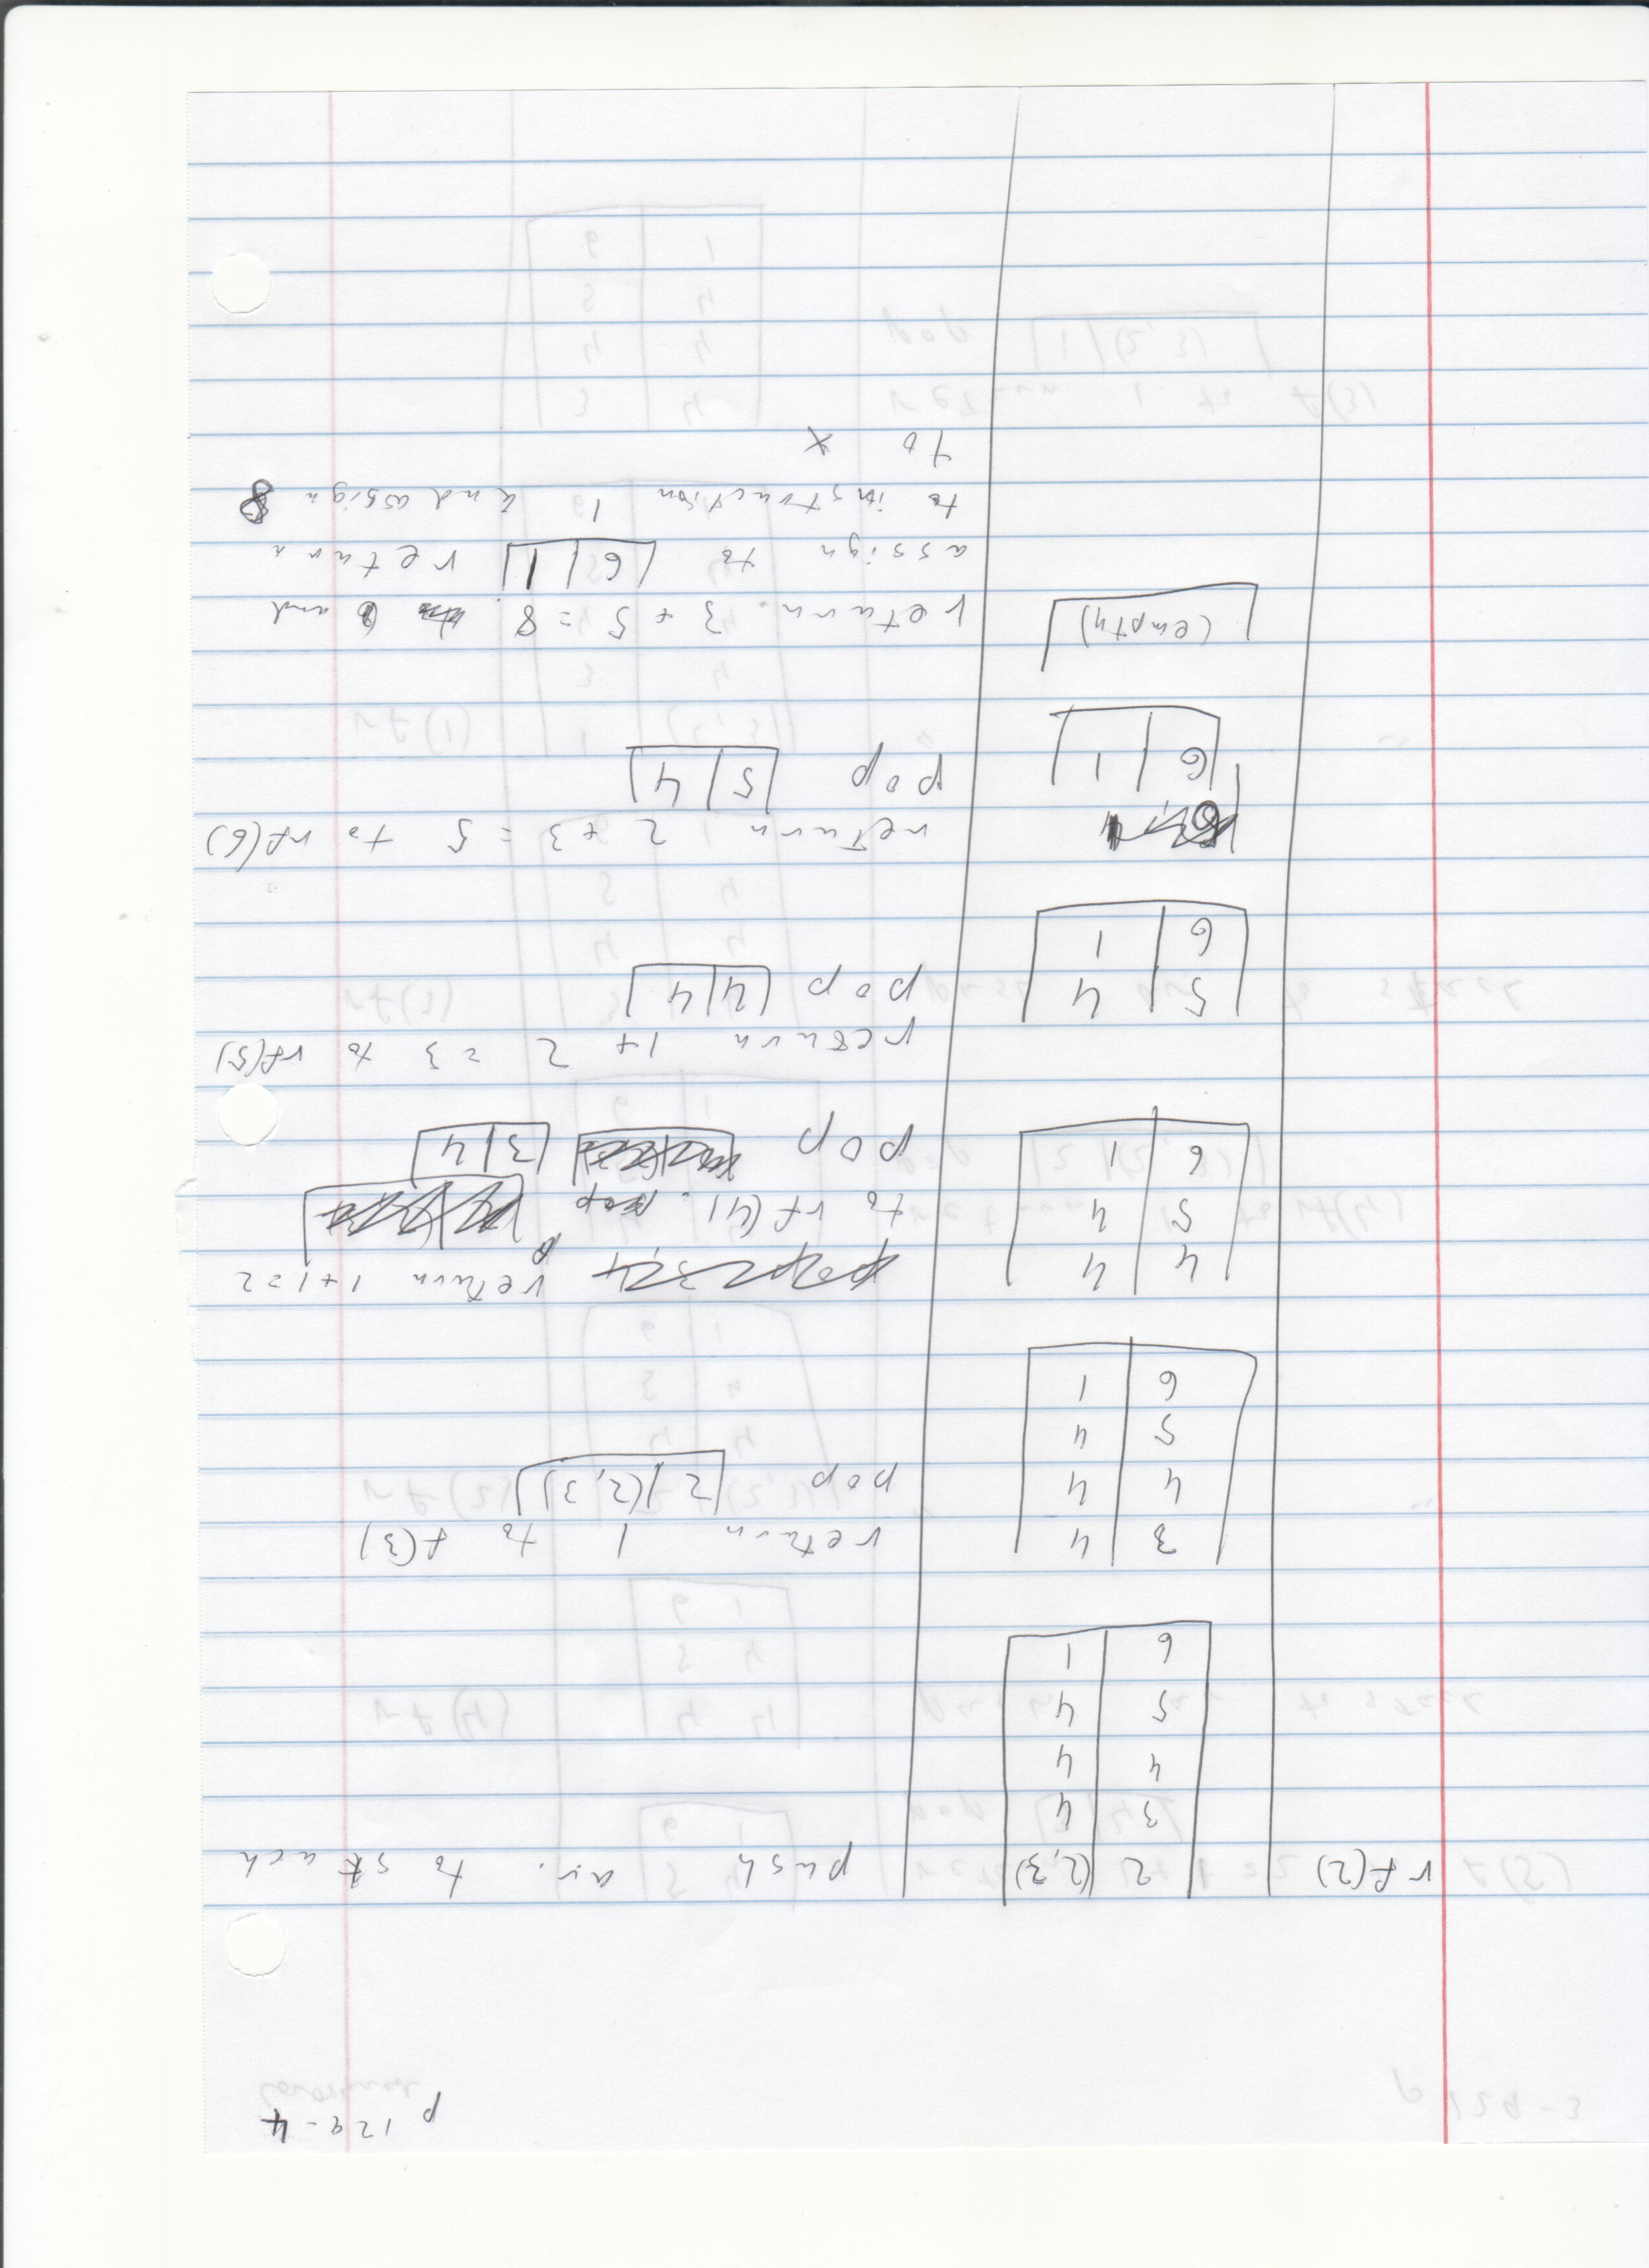 p 129-4
rf(2) 2 (2,3) push a.r. to stach
3 4
4 4
5 4
6 1
3 4 return 1 to f(3)
4 4 pop 2 (2,3)
5 4
6 1
4 4 return 1+1=2
5 4 to rf(4). pop
6 1 pop 3 4
return 1+2=3 to rf(5)
5 4 pop 4 4
6 1
return 2+3=5 to rf(6)
6 1 pop 5 4
(empty) return. 3+5=8. and
assign to 6 1 return
to instruction 1 and assign 8
to x